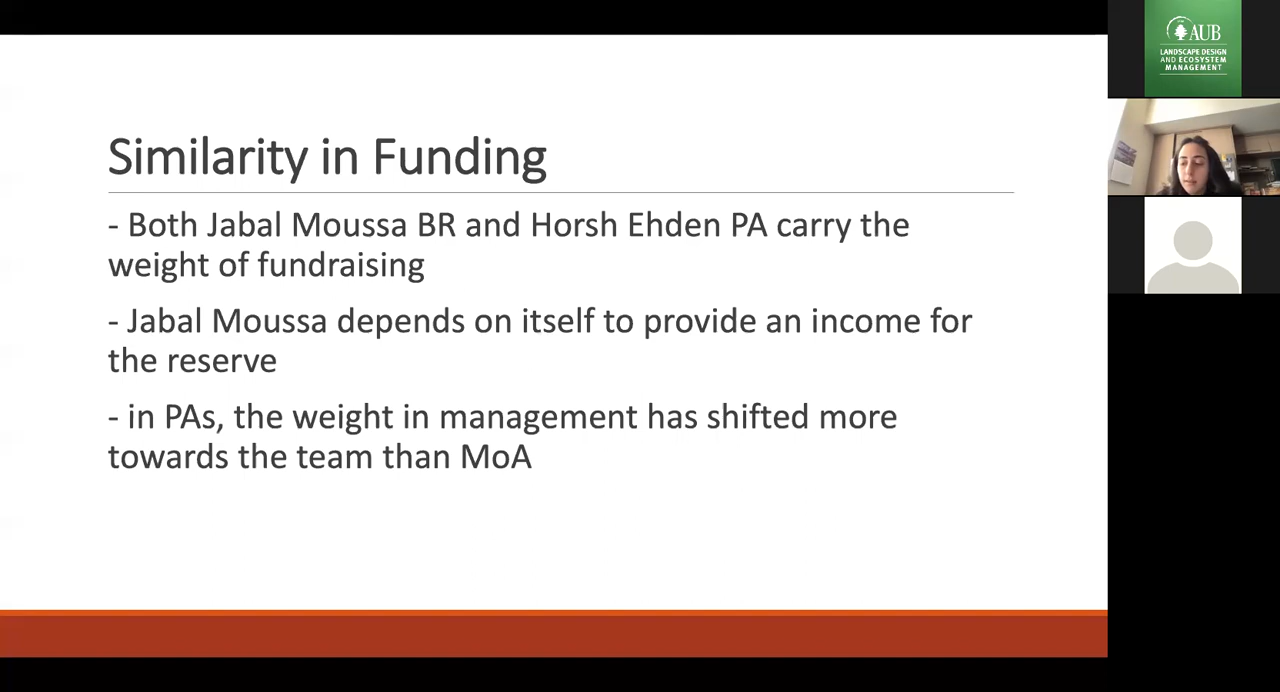 Similarity in Funding
- Both Jabal Moussa BR and Horsh Ehden PA carry the
weight of fundraising
- Jabal Moussa depends on itself to provide an income for
the reserve
- in PAs, the weight in management has shifted more
towards the team than MoA
AUB
LANDSCAPE DESIGN
AND ECOSYSTEM
MANAGEMENT